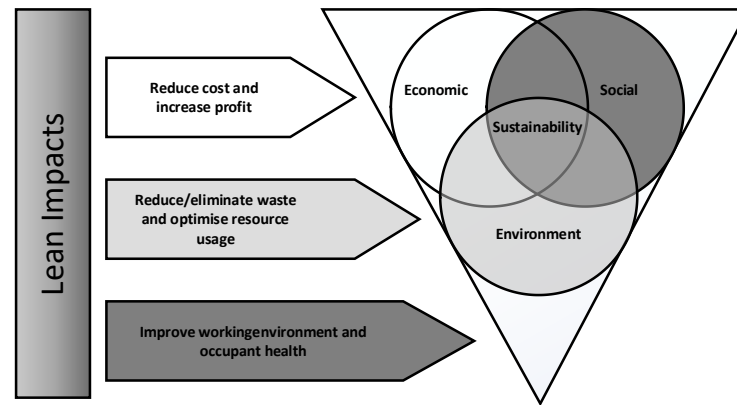 Lean Impacts
Reduce cost and
increase profit
Reduce/eliminate waste
and optimise resource
usage
Improve workingenvironment and
occupant health
Economic
Social
Sustainability
Environment